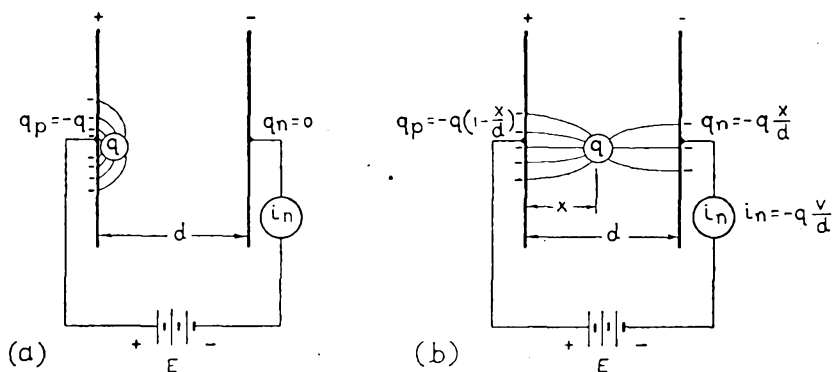 + -
- - - - - - -
qp=-q
q
qn=0
in
d
+ -
E
(a)
+ -
- - - - -
qp=-q(1-x/d)
q
- - -
qn=-q x/d
x
in
in=-q v/d
d
+ -
E
(b)